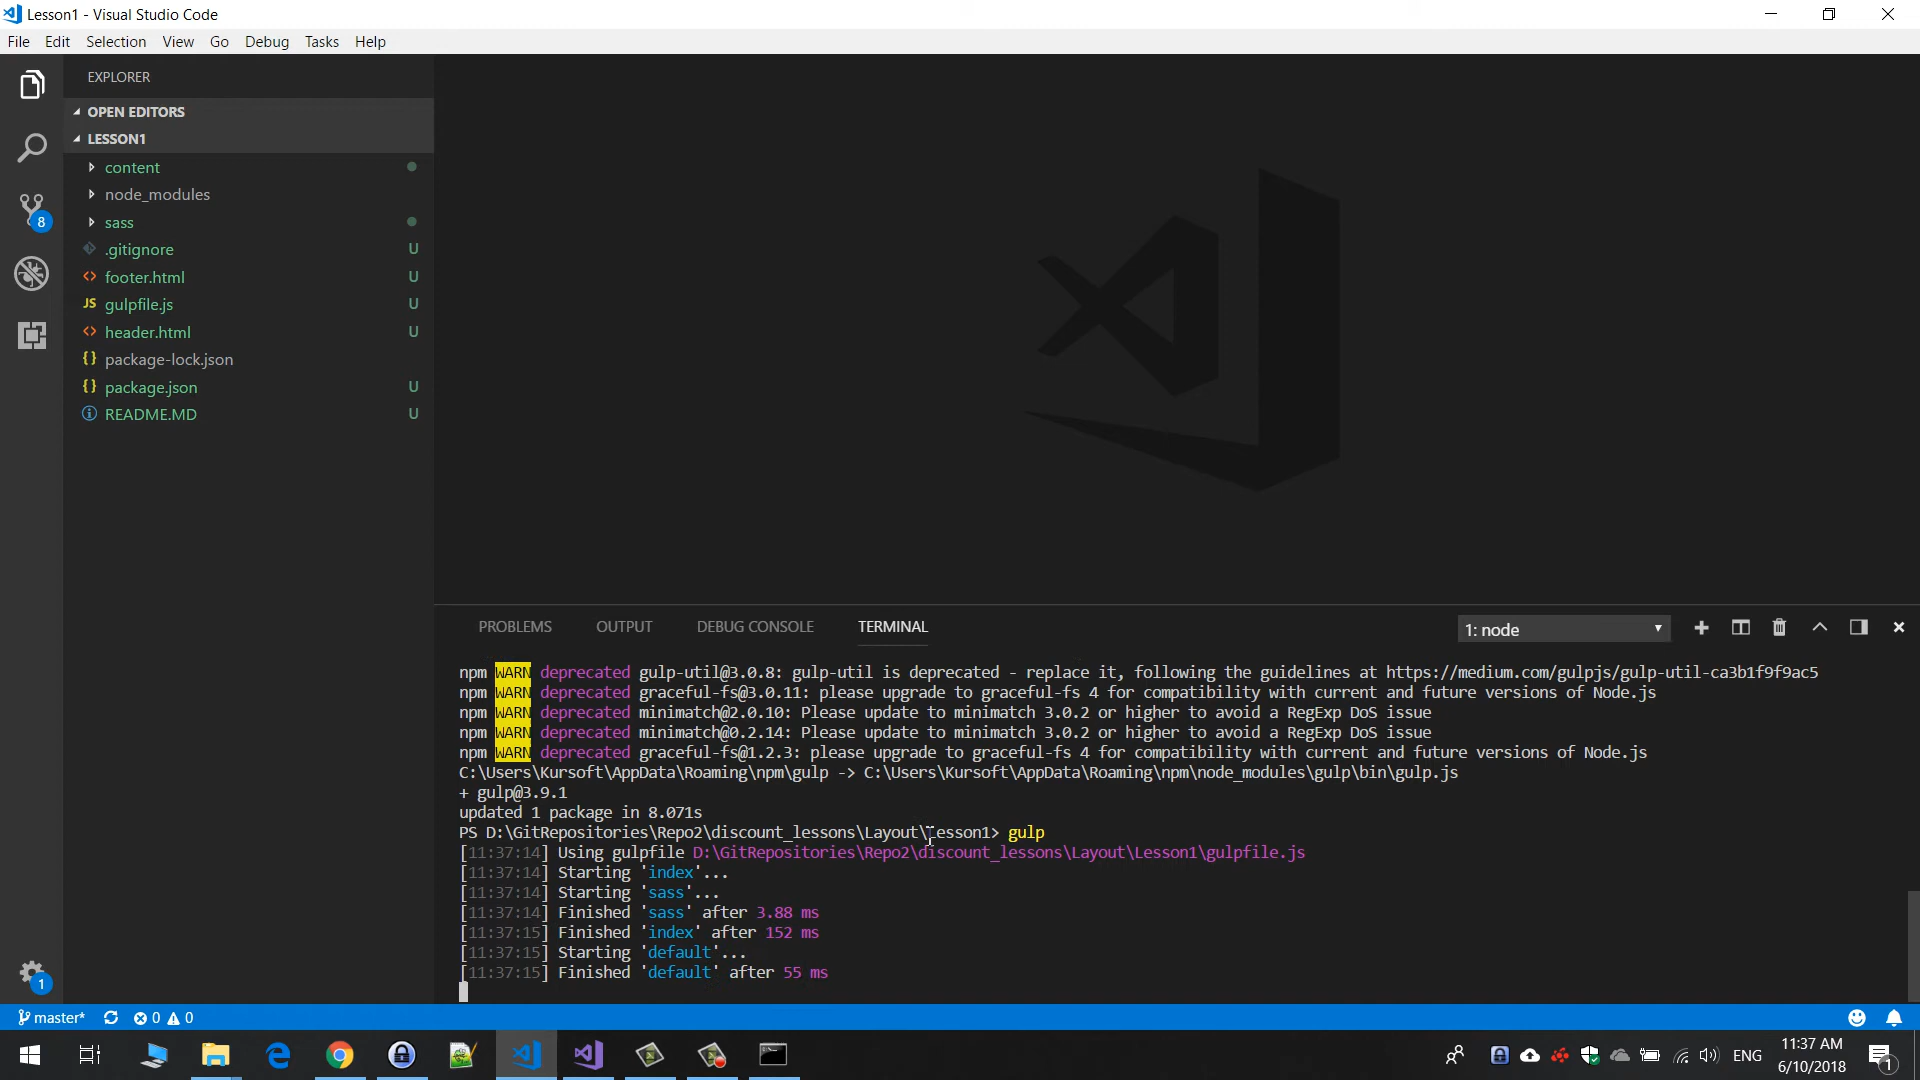 Lesson1 - Visual Studio Code
File Edit Selection View Go Debug Tasks Help
EXPLORER
OPEN EDITORS
LESSON1
content
node_modules
8
sass
.gitignore U
footer.html U
JS gulpfile.js U
header.html U
{} package-lock.json
{} package.json U
README.MD U
PROBLEMS OUTPUT DEBUG CONSOLE TERMINAL 1: node
npm WARN deprecated gulp-util@3.0.8: gulp-util is deprecated - replace it, following the guidelines at https://medium.com/gulpjs/gulp-util-ca3b1f9f9ac5
npm WARN deprecated graceful-fs@3.0.11: please upgrade to graceful-fs 4 for compatibility with current and future versions of Node.js
npm WARN deprecated minimatch@2.0.10: Please update to minimatch 3.0.2 or higher to avoid a RegExp DoS issue
npm WARN deprecated minimatch@0.2.14: Please update to minimatch 3.0.2 or higher to avoid a RegExp DoS issue
npm WARN deprecated graceful-fs@1.2.3: please upgrade to graceful-fs 4 for compatibility with current and future versions of Node.js
C:\Users\Kursoft\AppData\Roaming\npm\gulp -> C:\Users\Kursoft\AppData\Roaming\npm\node_modules\gulp\bin\gulp.js
+ gulp@3.9.1
updated 1 package in 8.071s
PS D:\GitRepositories\Repo2\discount_lessons\Layout\Lesson1> gulp
[11:37:14] Using gulpfile D:\GitRepositories\Repo2\discount_lessons\Layout\Lesson1\gulpfile.js
[11:37:14] Starting 'index'...
[11:37:14] Starting 'sass'...
[11:37:14] Finished 'sass' after 3.88 ms
[11:37:15] Finished 'index' after 152 ms
[11:37:15] Starting 'default'...
[11:37:15] Finished 'default' after 55 ms
1
master* 0 0
ENG
11:37 AM
6/10/2018
1